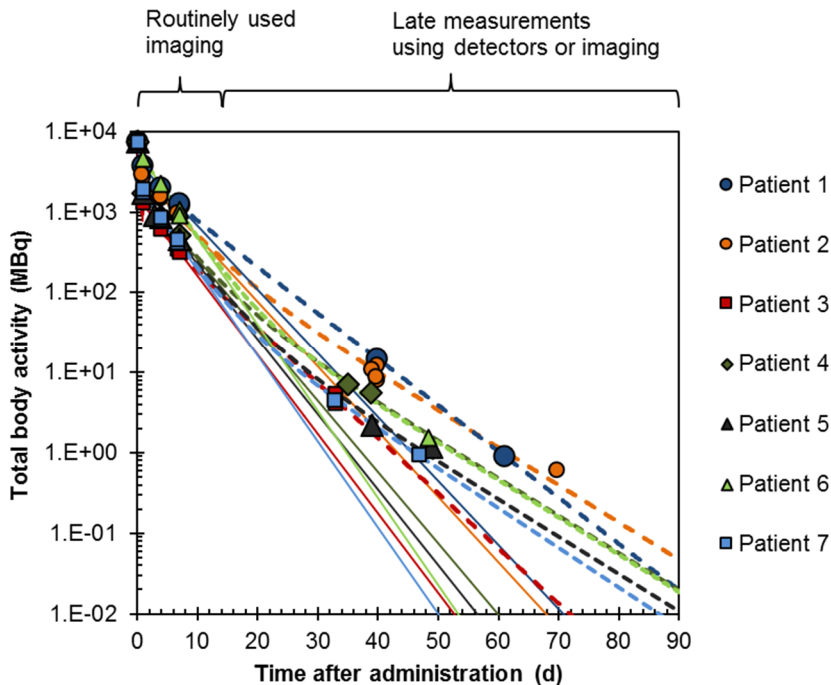 Routinely used
imaging
Late measurements
using detectors or imaging
Total body activity (MBq)
1.E+04
1.E+03
1.E+02
1.E+01
1.E+00
1.E-01
1.E-02
0
10
20
30
40
50
60
70
80
90
Time after administration (d)
Patient 1
Patient 2
Patient 3
Patient 4
Patient 5
Patient 6
Patient 7